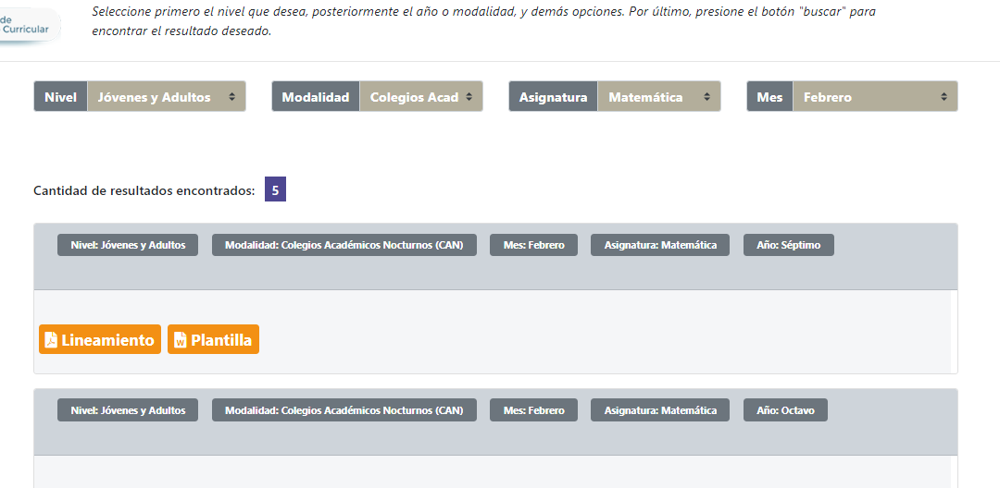 Seleccione primero el nivel que desea, posteriormente el año o modalidad, y demás opciones. Por último, presione el botón "buscar" para
encontrar el resultado deseado.
de
Curricular
Nivel Jóvenes y Adultos Modalidad Colegios Acad Asignatura Matemática Mes Febrero
Cantidad de resultados encontrados: 5
Nivel: Jóvenes y Adultos Modalidad: Colegios Académicos Nocturnos (CAN) Mes: Febrero Asignatura: Matemática Año: Séptimo
Lineamiento Plantilla
Nivel: Jóvenes y Adultos Modalidad: Colegios Académicos Nocturnos (CAN) Mes: Febrero Asignatura: Matemática Año: Octavo